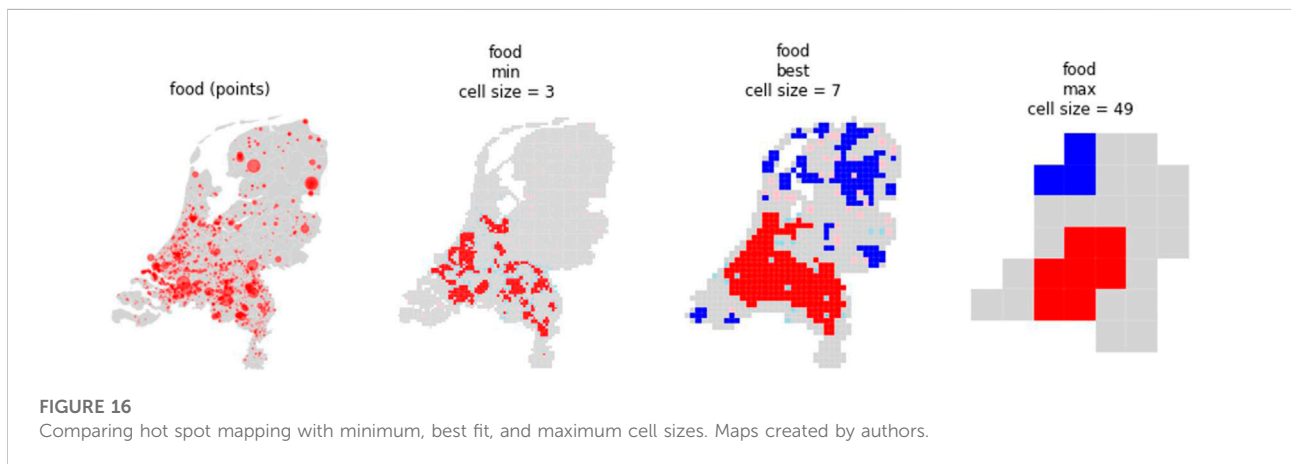 food (points)
food
min
cell size = 3
food
best
cell size = 7
food
max
cell size = 49
FIGURE 16
Comparing hot spot mapping with minimum, best fit, and maximum cell sizes. Maps created by authors.